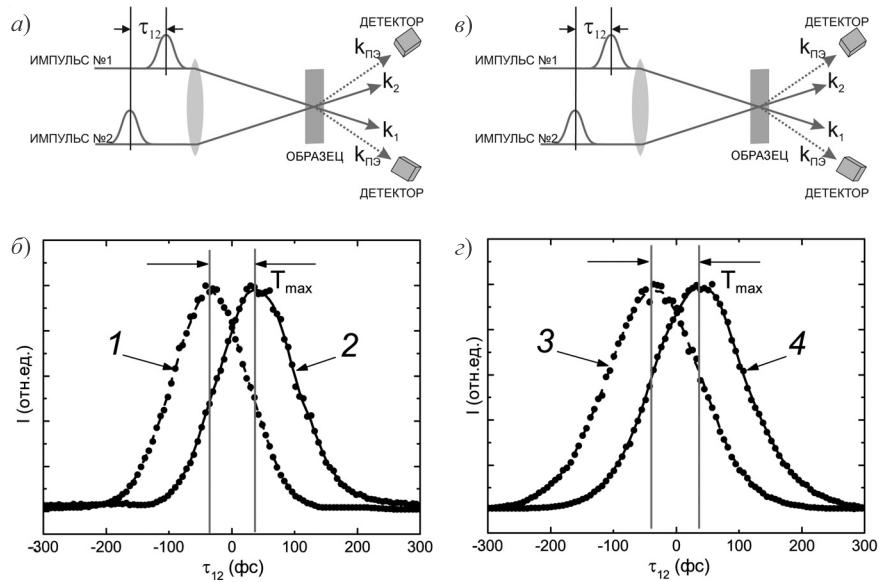 а)
τ12
ИМПУЛЬС №1
ИМПУЛЬС №2
ОБРАЗЕЦ
ДЕТЕКТОР
kПЭ
k2
k1
kПЭ
ДЕТЕКТОР
в)
τ12
ИМПУЛЬС №1
ИМПУЛЬС №2
ОБРАЗЕЦ
ДЕТЕКТОР
kПЭ
k2
k1
kПЭ
ДЕТЕКТОР
б)
Tmax
1
2
I (отн.ед.)
-300 -200 -100 0 100 200 300
τ12 (фс)
г)
Tmax
3
4
I (отн.ед.)
-300 -200 -100 0 100 200 300
τ12 (фс)